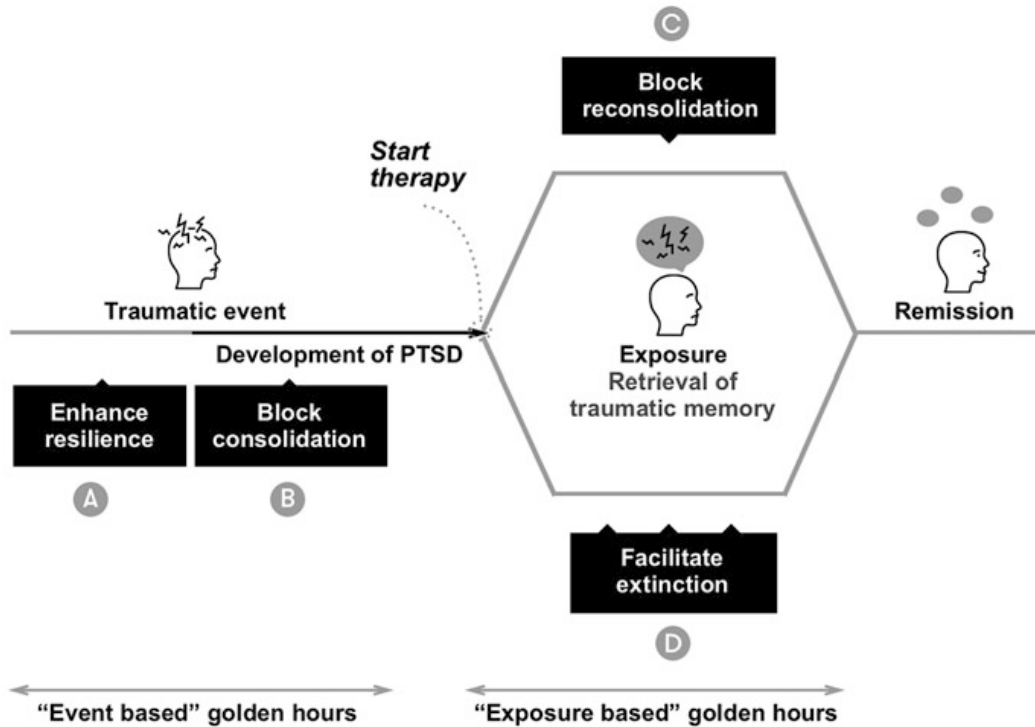 C
Block
reconsolidation
Start
therapy
Traumatic event
Development of PTSD
Remission
Exposure
Retrieval of
traumatic memory
Enhance
resilience
Block
consolidation
A
B
Facilitate
extinction
D
“Event based” golden hours
“Exposure based” golden hours